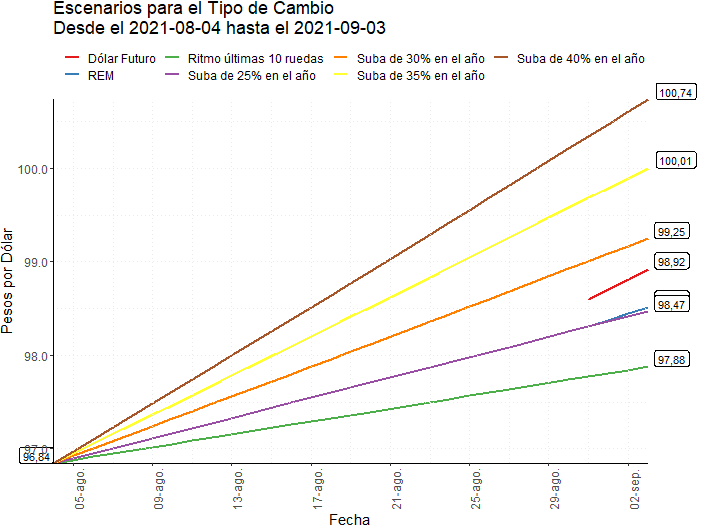 Escenarios para el Tipo de Cambio
Desde el 2021-08-04 hasta el 2021-09-03
Dólar Futuro Ritmo últimas 10 ruedas Suba de 30% en el año Suba de 40% en el año
REM Suba de 25% en el año Suba de 35% en el año
100,74
100.0
100,01
99,25
99.0
98,92
98,47
98.0
97,88
97.0
96,84
Pesos por Dólar
05-ago.
09-ago.
13-ago.
17-ago.
21-ago.
25-ago.
29-ago.
02-sep.
Fecha